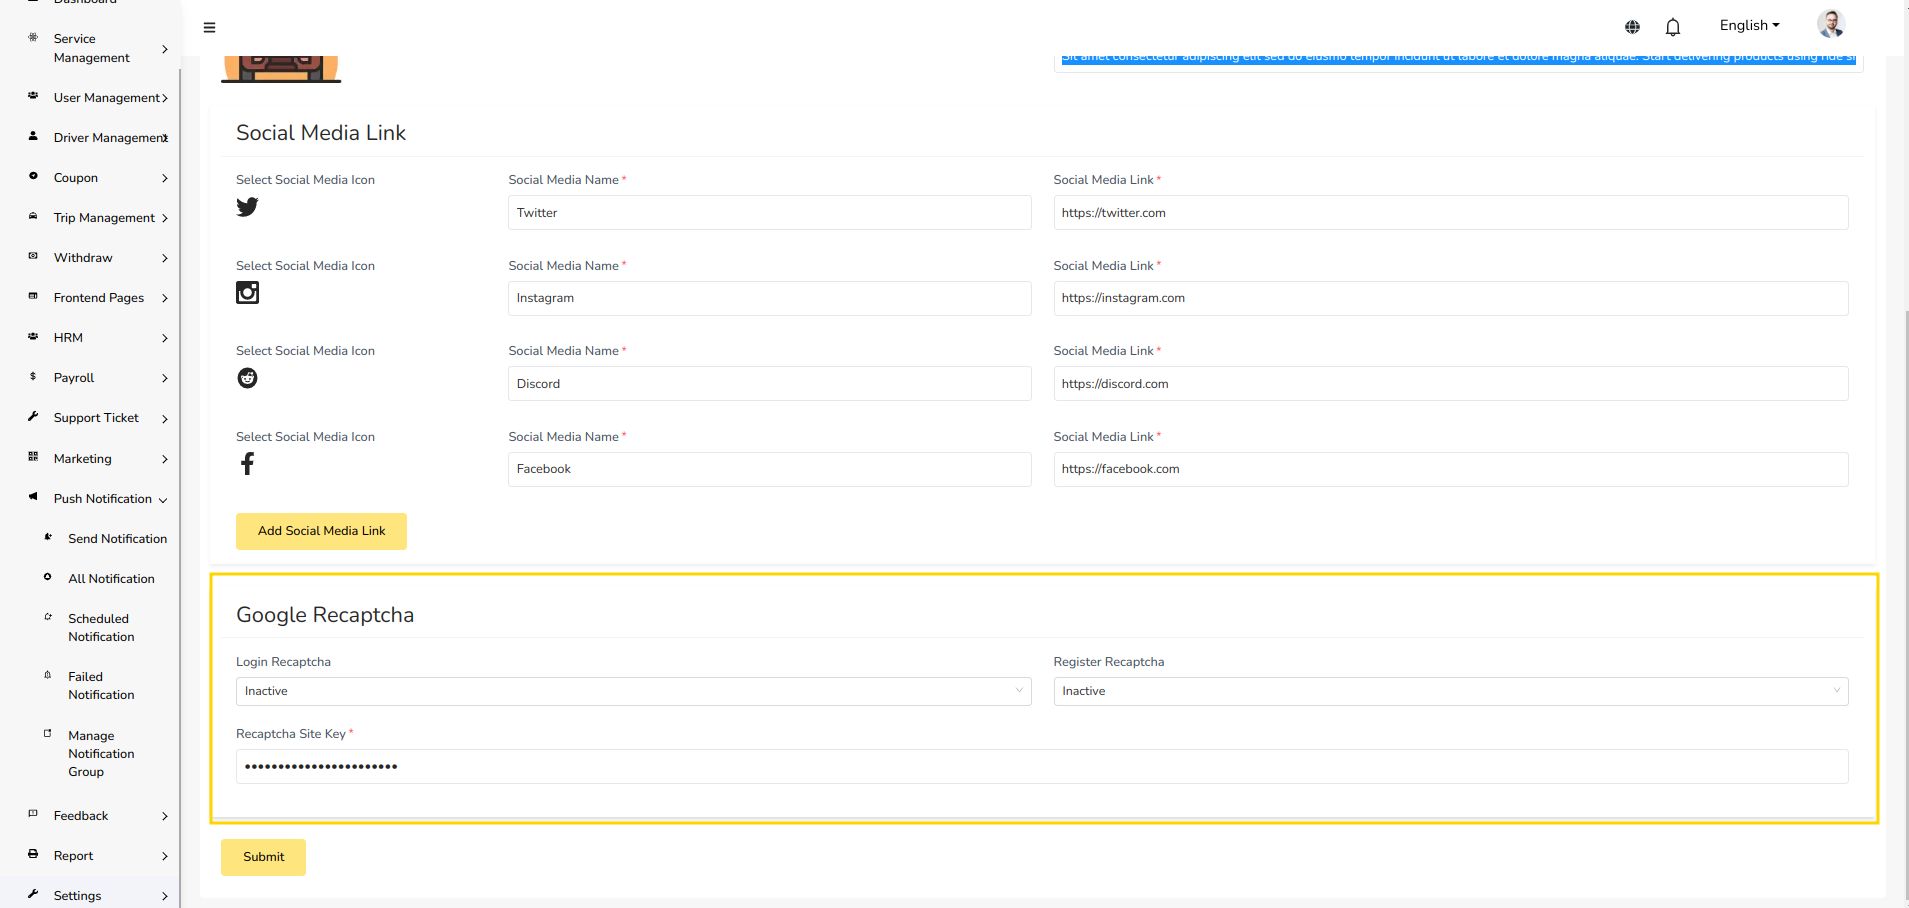 Dashboard
Service
Management
User Management
Driver Management
Coupon
Trip Management
Withdraw
Frontend Pages
HRM
Payroll
Support Ticket
Marketing
Push Notification
Send Notification
All Notification
Scheduled
Notification
Failed
Notification
Manage
Notification
Group
Feedback
Report
Settings
English
Sit amet consectetur adipiscing elit sed do eiusmo tempor incidunt ut labore et dolore magna aliquae. Start delivering products using ride
Social Media Link
Select Social Media Icon
Social Media Name *
Social Media Link *
Twitter
https://twitter.com
Select Social Media Icon
Social Media Name *
Social Media Link *
Instagram
https://instagram.com
Select Social Media Icon
Social Media Name *
Social Media Link *
Discord
https://discord.com
Select Social Media Icon
Social Media Name *
Social Media Link *
Facebook
https://facebook.com
Add Social Media Link
Google Recaptcha
Login Recaptcha
Register Recaptcha
Inactive
Inactive
Recaptcha Site Key *
Submit